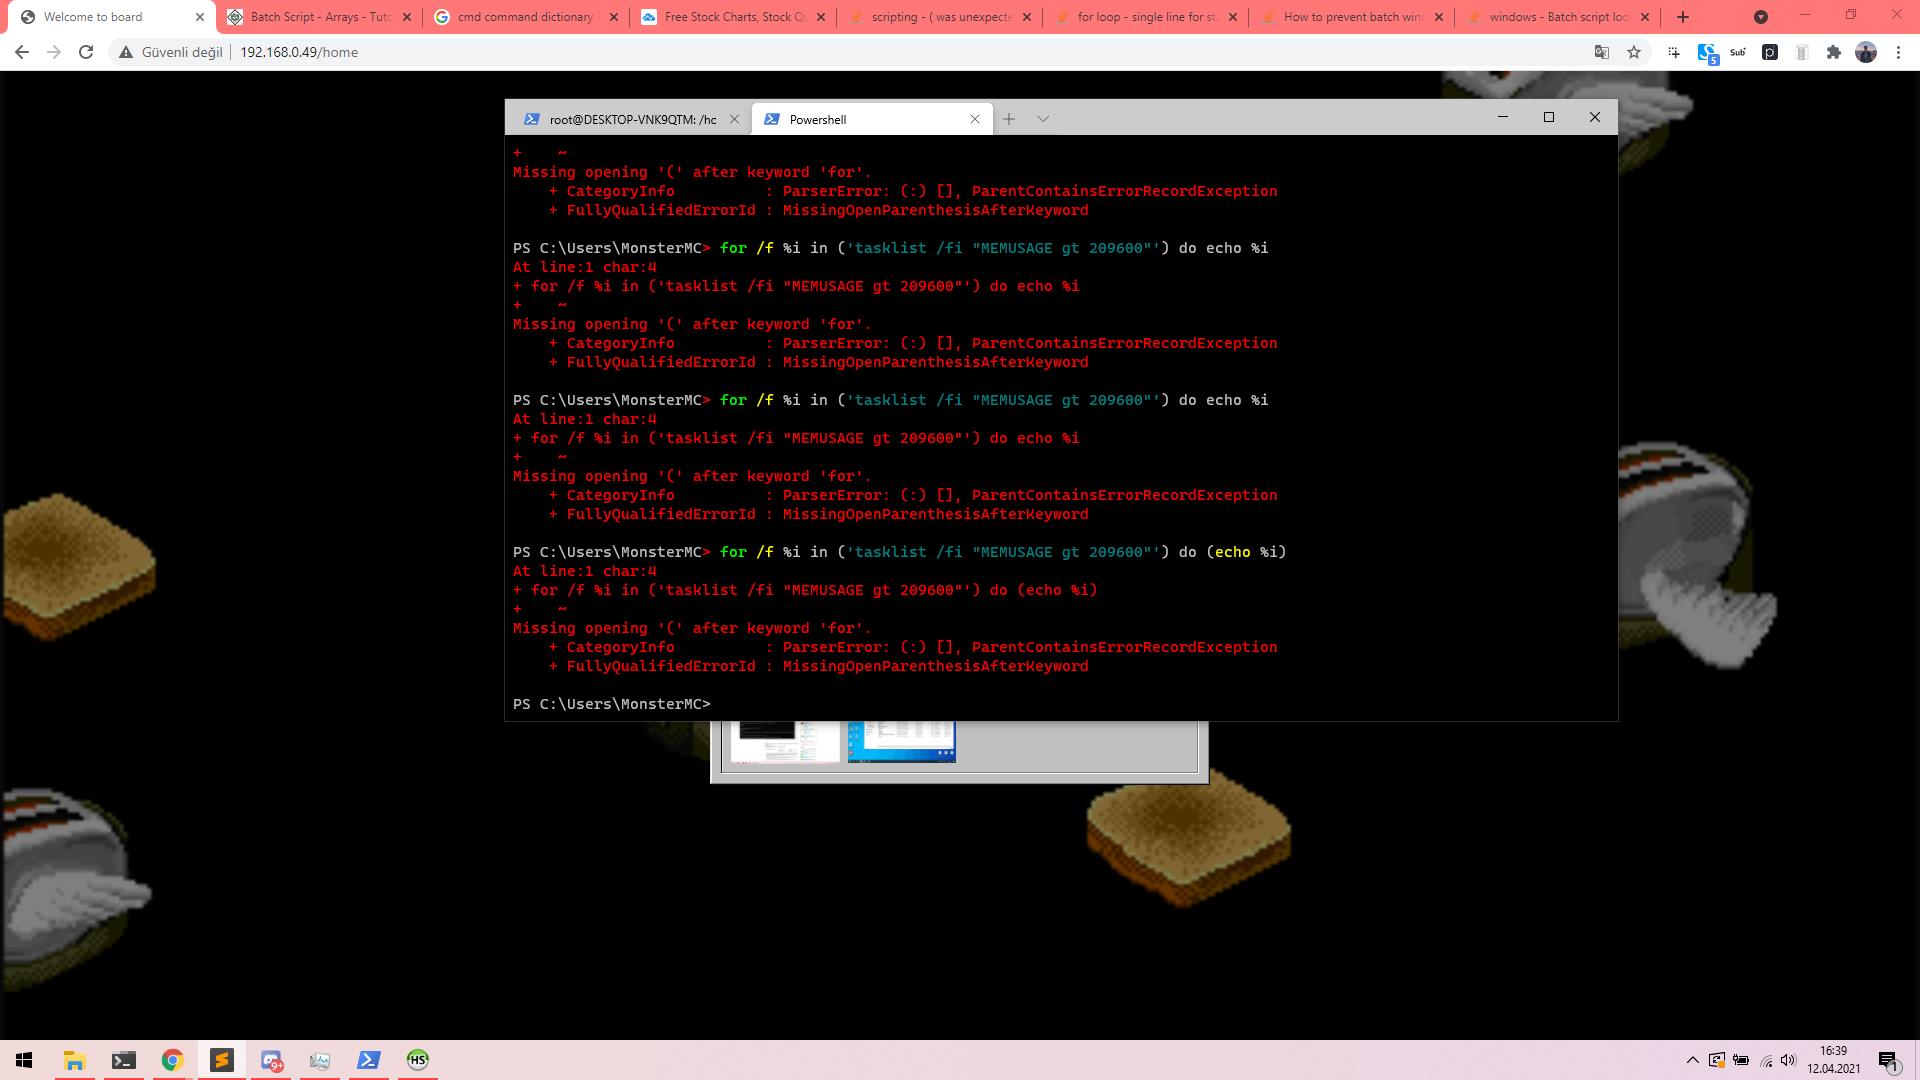 Welcome to board
Batch Script - Arrays - Tuto
cmd command dictionary -
Free Stock Charts, Stock Qu
scripting - ( was unexpecte
for loop - single line for sta
How to prevent batch wind
windows - Batch script loo
Güvenli değil
192.168.0.49/home
5
Sub'
root@DESKTOP-VNK9QTM: /hc
Powershell
+    ~
Missing opening '(' after keyword 'for'.
    + CategoryInfo          : ParserError: (:) [], ParentContainsErrorRecordException
    + FullyQualifiedErrorId : MissingOpenParenthesisAfterKeyword
PS C:\Users\MonsterMC> for /f %i in ('tasklist /fi "MEMUSAGE gt 209600"') do echo %i
At line:1 char:4
+ for /f %i in ('tasklist /fi "MEMUSAGE gt 209600"') do echo %i
+    ~
Missing opening '(' after keyword 'for'.
    + CategoryInfo          : ParserError: (:) [], ParentContainsErrorRecordException
    + FullyQualifiedErrorId : MissingOpenParenthesisAfterKeyword
PS C:\Users\MonsterMC> for /f %i in ('tasklist /fi "MEMUSAGE gt 209600"') do echo %i
At line:1 char:4
+ for /f %i in ('tasklist /fi "MEMUSAGE gt 209600"') do echo %i
+    ~
Missing opening '(' after keyword 'for'.
    + CategoryInfo          : ParserError: (:) [], ParentContainsErrorRecordException
    + FullyQualifiedErrorId : MissingOpenParenthesisAfterKeyword
PS C:\Users\MonsterMC> for /f %i in ('tasklist /fi "MEMUSAGE gt 209600"') do (echo %i)
At line:1 char:4
+ for /f %i in ('tasklist /fi "MEMUSAGE gt 209600"') do (echo %i)
+    ~
Missing opening '(' after keyword 'for'.
    + CategoryInfo          : ParserError: (:) [], ParentContainsErrorRecordException
    + FullyQualifiedErrorId : MissingOpenParenthesisAfterKeyword
PS C:\Users\MonsterMC>
9+
HS
16:39
12.04.2021
1